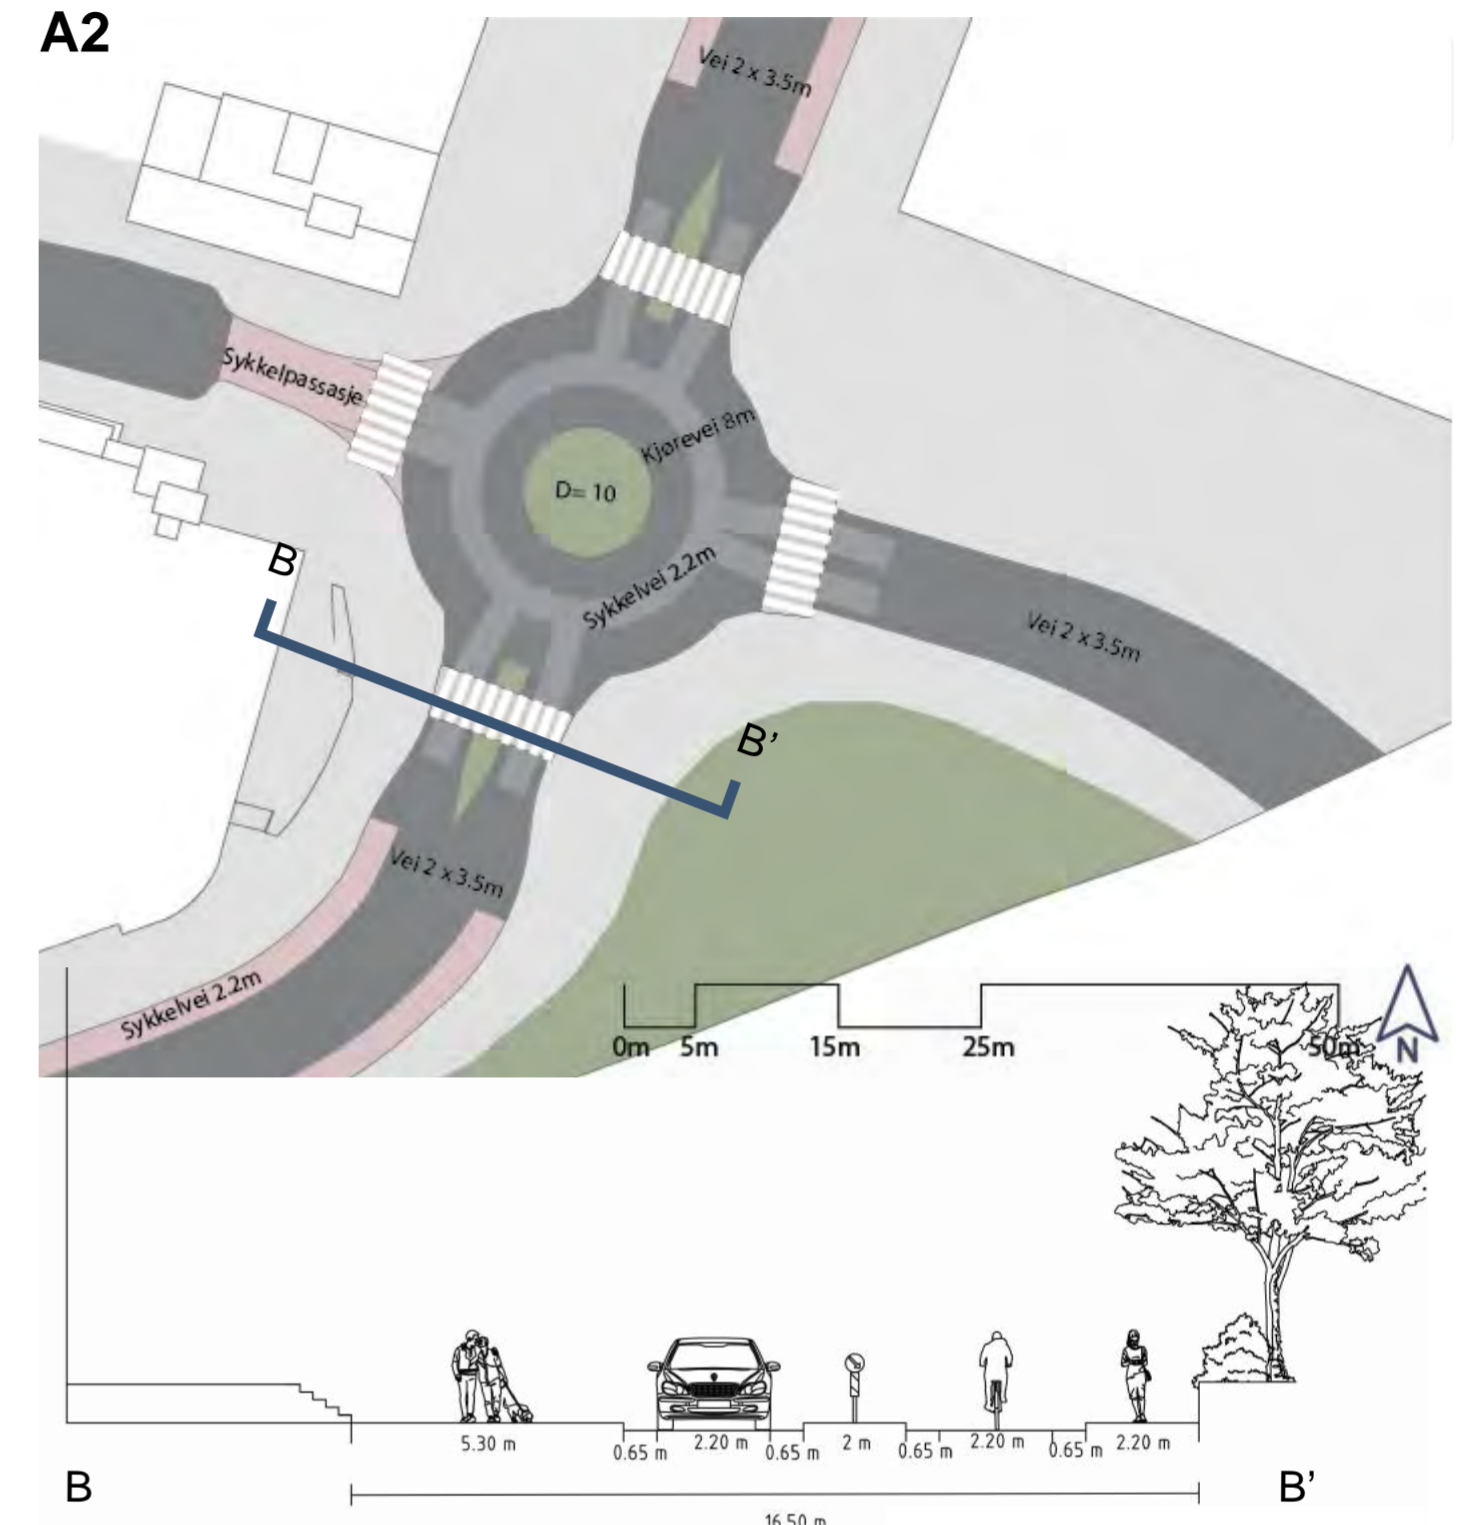 A2
Vei 2 x 3.5m
Sykkelpassasje
Kjørevei 8m
D= 10
Sykkelvei 2.2m
Vei 2 x 3.5m
B
B'
Vei 2 x 3.5m
Sykkelvei 2.2m
0m 5m 15m 25m 50m
N
5.30 m 0.65 m 2.20 m 0.65 m 2 m 0.65 m 2.20 m 0.65 m 2.20 m
B B'
16.50 m